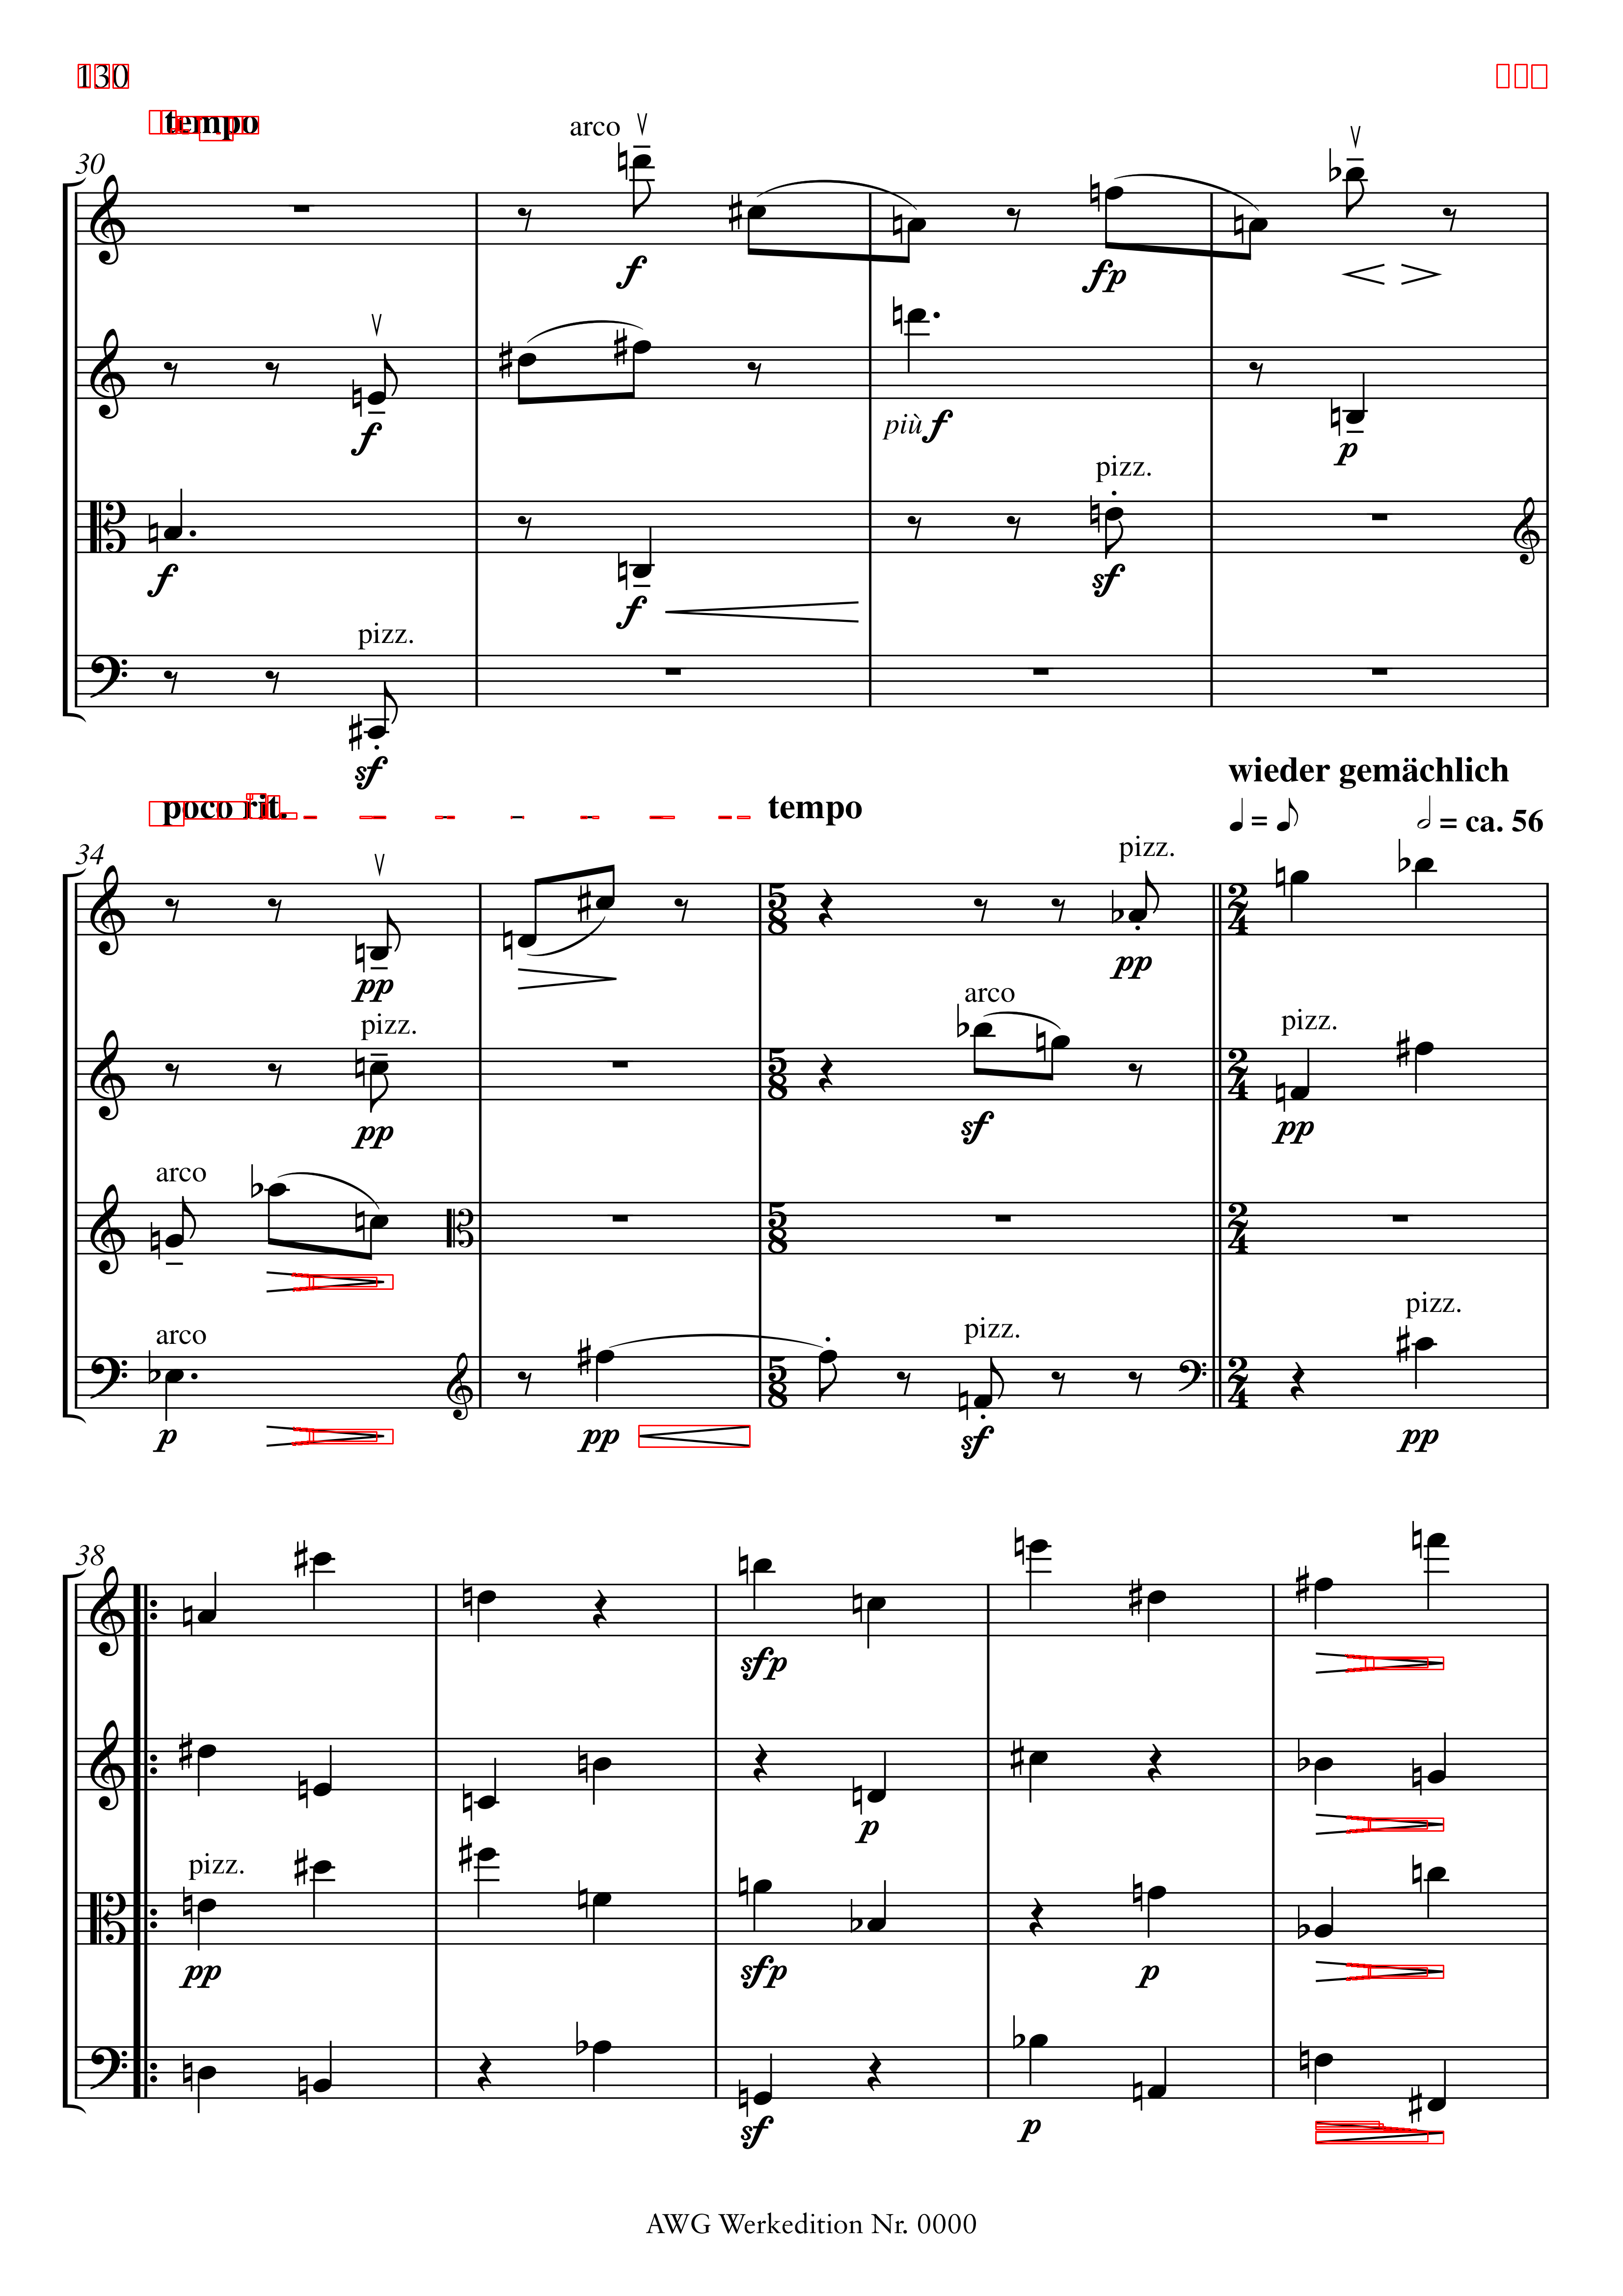 130
tempo
30
arco
f
fp
f
più f
p
pizz.
f
f
sf
pizz.
sf
wieder gemächlich
poco rit.
tempo
♩ = ♪
𝅗𝅥 = ca. 56
34
pizz.
pp
pp
pizz.
arco
pizz.
pp
sf
pp
arco
arco
pizz.
pizz.
p
pp
sf
pp
38
sfp
p
pizz.
pp
sfp
p
sf
p
AWG Werkedition Nr. 0000